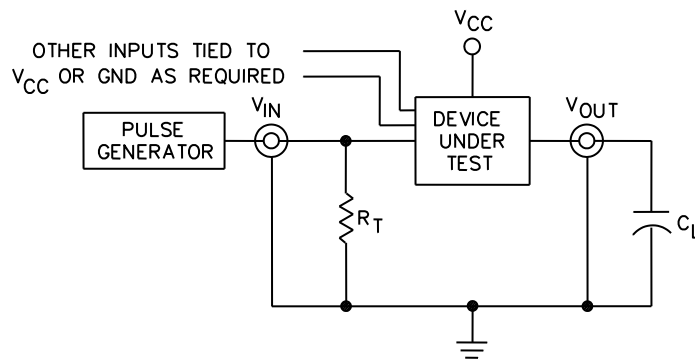 OTHER INPUTS TIED TO
VCC OR GND AS REQUIRED
VCC
PULSE
GENERATOR
VIN
DEVICE
UNDER
TEST
VOUT
RT
CL